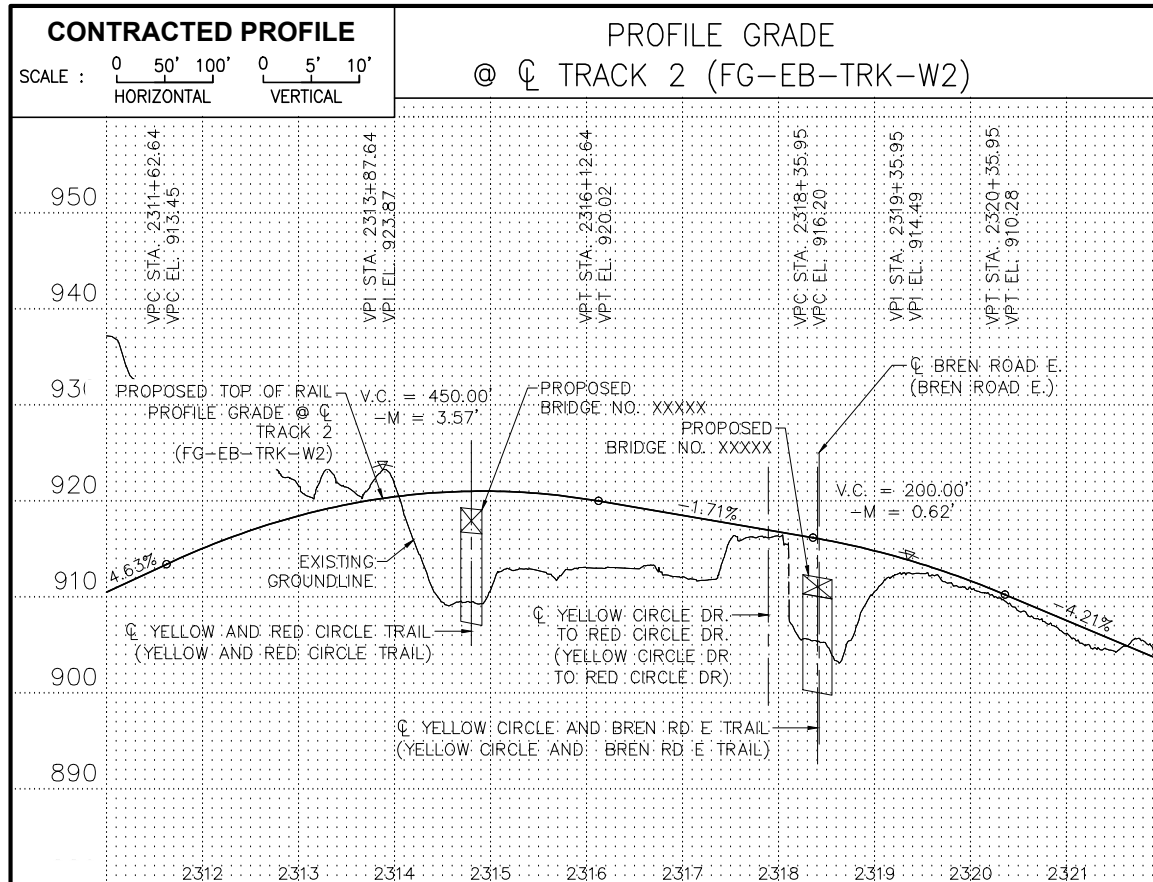 CONTRACTED PROFILE
SCALE :
0 50' 100'
HORIZONTAL
0 5' 10'
VERTICAL
PROFILE GRADE
@ ℄ TRACK 2 (FG-EB-TRK-W2)
VPC STA. 2311+62.64
VPC EL. 913.45
VPI STA. 2313+87.64
VPI EL. 923.87
VPT STA. 2316+12.64
VPT EL. 920.02
VPC STA. 2318+35.95
VPC EL. 916.20
VPI STA. 2319+35.95
VPI EL. 914.49
VPT STA. 2320+35.95
VPT EL. 910.28
950
940
930
920
910
900
890
PROPOSED TOP OF RAIL
PROFILE GRADE @ ℄
TRACK 2
(FG-EB-TRK-W2)
V.C. = 450.00'
-M = 3.57'
PROPOSED
BRIDGE NO. XXXXX
PROPOSED
BRIDGE NO. XXXXX
℄ BREN ROAD E.
(BREN ROAD E.)
V.C. = 200.00'
-M = 0.62'
4.63%
-1.71%
-4.21%
EXISTING
GROUNDLINE
℄ YELLOW AND RED CIRCLE TRAIL
(YELLOW AND RED CIRCLE TRAIL)
℄ YELLOW CIRCLE DR.
TO RED CIRCLE DR.
(YELLOW CIRCLE DR
TO RED CIRCLE DR)
℄ YELLOW CIRCLE AND BREN RD E TRAIL
(YELLOW CIRCLE AND BREN RD E TRAIL)
2312 2313 2314 2315 2316 2317 2318 2319 2320 2321